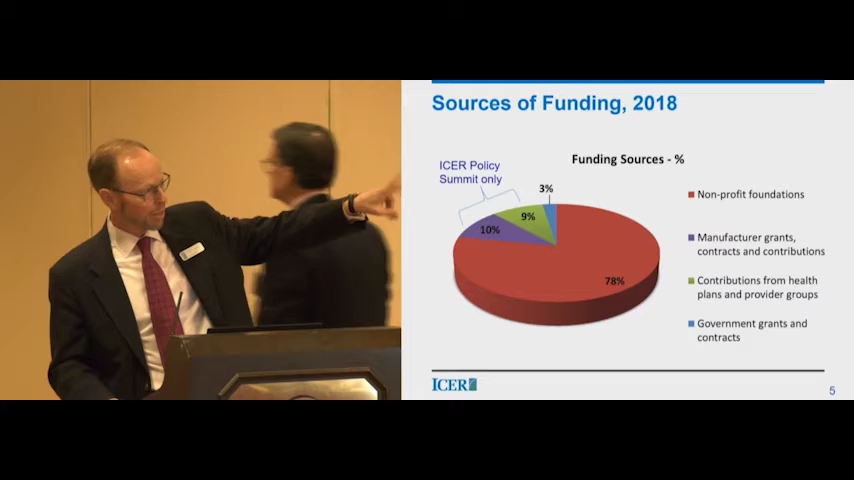 Sources of Funding, 2018
Funding Sources - %
ICER Policy
Summit only
3%
9%
10%
78%
Non-profit foundations
Manufacturer grants,
contracts and contributions
Contributions from health
plans and provider groups
Government grants and
contracts
ICER
5